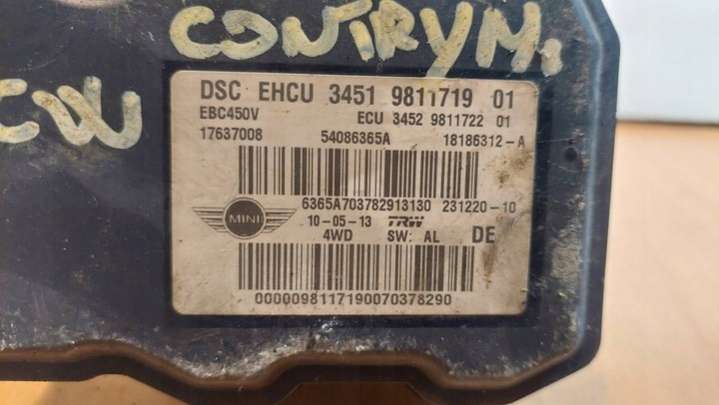 CONTRYM.
CW
DSC EHCU 3451 9811719 01
EBC450V ECU 3452 9811722 01
17637008 54086365A 18186312-A
6365A703782913130 231220-10
MINI 10-05-13 TRW
4WD SW: AL DE
0000098117190070378290